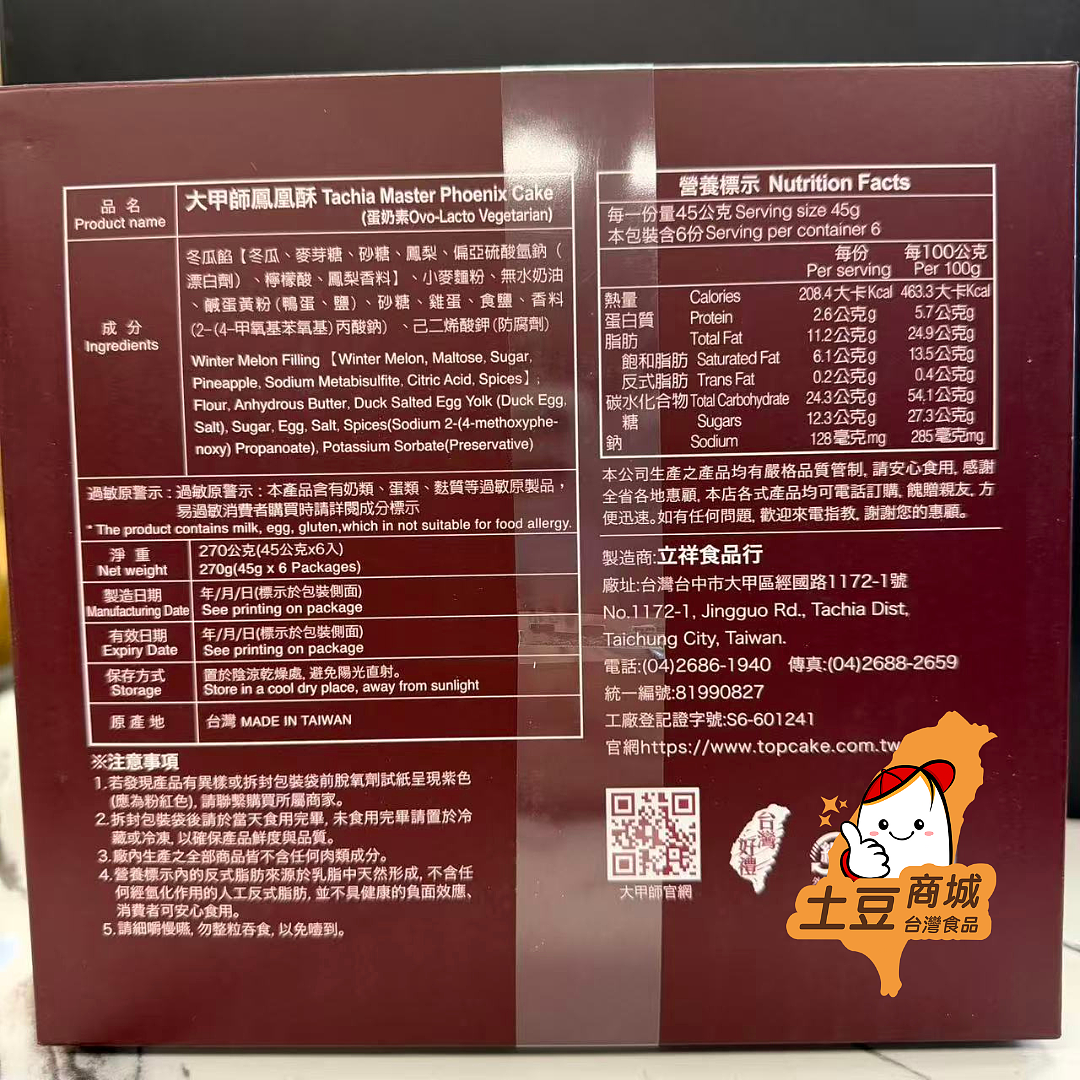 品名
Product name
大甲師鳳凰酥 Tachia Master Phoenix Cake
(蛋奶素Ovo-Lacto Vegetarian)
成分
Ingredients
冬瓜餡【冬瓜、麥芽糖、砂糖、鳳梨、偏亞硫酸氫鈉（
漂白劑）、檸檬酸、鳳梨香料】、小麥麵粉、無水奶油
、鹹蛋黃粉(鴨蛋、鹽)、砂糖、雞蛋、食鹽、香料
(2-(4-甲氧基苯氧基)丙酸鈉) 、己二烯酸鉀(防腐劑)
Winter Melon Filling【Winter Melon, Maltose, Sugar,
Pineapple, Sodium Metabisulfite, Citric Acid, Spices】;
Flour, Anhydrous Butter, Duck Salted Egg Yolk (Duck Egg,
Salt), Sugar, Egg, Salt, Spices(Sodium 2-(4-methoxyphe-
noxy) Propanoate), Potassium Sorbate(Preservative)
過敏原警示：過敏原警示：本產品含有奶類、蛋類、麩質等過敏原製品，
易過敏消費者購買時請詳閱成分標示
*The product contains milk, egg, gluten,which in not suitable for food allergy.
淨重
Net weight
270公克(45公克x6入)
270g(45g x 6 Packages)
製造日期
Manufacturing Date
年/月/日(標示於包裝側面)
See printing on package
有效日期
Expiry Date
年/月/日(標示於包裝側面)
See printing on package
保存方式
Storage
置於陰涼乾燥處, 避免陽光直射。
Store in a cool dry place, away from sunlight
原產地
台灣 MADE IN TAIWAN
※注意事項
1.若發現產品有異樣或拆封包裝袋前脫氧劑試紙呈現紫色
(應為粉紅色), 請聯繫購買所屬商家。
2.拆封包裝袋後請於當天食用完畢, 未食用完畢請置於冷
藏或冷凍, 以確保產品鮮度與品質。
3.廠內生產之全部商品皆不含任何肉類成分。
4.營養標示內的反式脂肪來源於乳脂中天然形成, 不含任
何經氫化作用的人工反式脂肪, 並不具健康的負面效應、
消費者可安心食用。
5.請細嚼慢嚥, 勿整粒吞食, 以免噎到。
營養標示 Nutrition Facts
每一份量45公克 Serving size 45g
本包裝含6份 Serving per container 6
每份 每100公克
Per serving Per 100g
熱量 Calories 208.4大卡Kcal 463.3大卡Kcal
蛋白質 Protein 2.6公克g 5.7公克g
脂肪 Total Fat 11.2公克g 24.9公克g
飽和脂肪 Saturated Fat 6.1公克g 13.5公克g
反式脂肪 Trans Fat 0.2公克g 0.4公克g
碳水化合物 Total Carbohydrate 24.3公克g 54.1公克g
糖 Sugars 12.3公克g 27.3公克g
鈉 Sodium 128毫克mg 285毫克mg
本公司生產之產品均有嚴格品質管制, 請安心食用, 感謝
全省各地惠顧, 本店各式產品均可電話訂購, 餽贈親友, 方
便迅速。如有任何問題, 歡迎來電指教, 謝謝您的惠顧。
製造商:立祥食品行
廠址:台灣台中市大甲區經國路1172-1號
No.1172-1, Jingguo Rd., Tachia Dist,
Taichung City, Taiwan.
電話:(04)2686-1940 傳真:(04)2688-2659
統一編號:81990827
工廠登記證字號:S6-601241
官網https://www.topcake.com.tw
大甲師官網
台灣
好禮
土豆商城
台灣食品